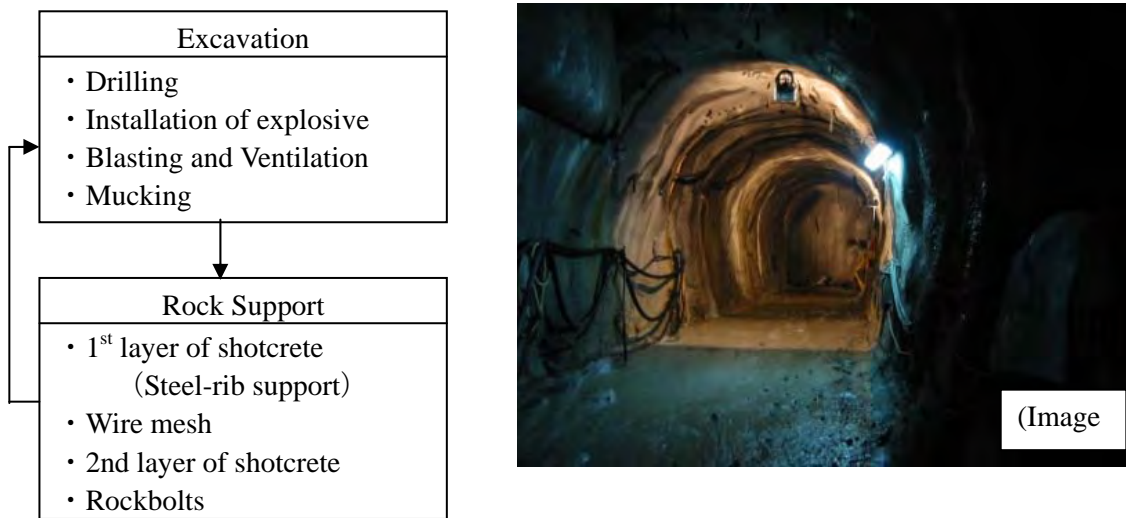 Excavation
・Drilling
・Installation of explosive
・Blasting and Ventilation
・Mucking
Rock Support
・1st layer of shotcrete
（Steel-rib support）
・Wire mesh
・2nd layer of shotcrete
・Rockbolts
(Image